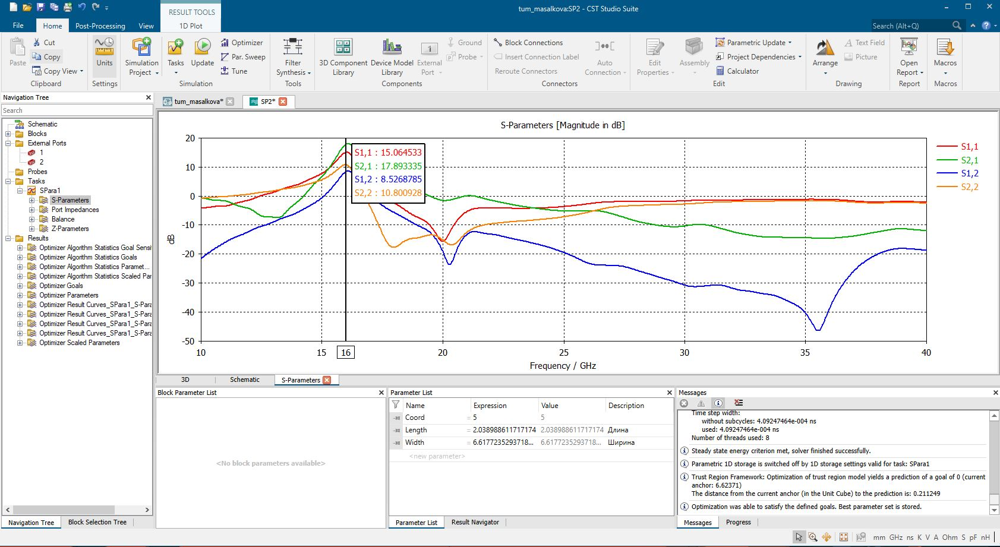 RESULT TOOLS
tum_masalkova:SP2 - CST Studio Suite
File
Home
Post-Processing
View
1D Plot
Search (Alt+Q)
Paste
Cut
Copy
Copy View
Clipboard
Units
Settings
Simulation Project
Tasks
Update
Optimizer
Par. Sweep
Tune
Simulation
Filter Synthesis
Tools
3D Component Library
Device Model Library
External Port
Ground
Probe
Components
Block Connections
Insert Connection Label
Reroute Connectors
Auto Connection
Connectors
Edit Properties
Assembly
Parametric Update
Project Dependencies
Calculator
Edit
Arrange
Text Field
Picture
Drawing
Open Report
Report
Macros
Macros
Navigation Tree
Search
Schematic
Blocks
External Ports
1
2
Probes
Tasks
SPara1
S-Parameters
Port Impedances
Balance
Z-Parameters
Results
Optimizer Algorithm Statistics Goal Sensi
Optimizer Algorithm Statistics Goals
Optimizer Algorithm Statistics Paramet...
Optimizer Algorithm Statistics Scaled Par
Optimizer Goals
Optimizer Parameters
Optimizer Result Curves_SPara1_S-Para
Optimizer Result Curves_SPara1_S-Para
Optimizer Result Curves_SPara1_S-Para
Optimizer Result Curves_SPara1_S-Para
Optimizer Scaled Parameters
Navigation Tree
Block Selection Tree
tum_masalkova*
SP2*
S-Parameters [Magnitude in dB]
20
10
0
-10
-20
-30
-40
-50
dB
S1,1 : 15.064533
S2,1 : 17.893335
S1,2 : 8.5268785
S2,2 : 10.800928
S1,1
S2,1
S1,2
S2,2
10
15
16
20
25
30
35
40
Frequency / GHz
3D
Schematic
S-Parameters
Block Parameter List
<No block parameters available>
Parameter List
Name
Expression
Value
Description
Coord
= 5
5
Length
= 2.038988611717174
2.038988611717174
Длина
Width
= 6.6177235293718...
6.6177235293718...
Ширина
<new parameter>
Parameter List
Result Navigator
Messages
Time step width:
without subcycles: 4.09247464e-004 ns
used: 4.09247464e-004 ns
Number of threads used: 8
Steady state energy criterion met, solver finished successfully.
Parametric 1D storage is switched off by 1D storage settings valid for task: SPara1
Trust Region Framework: Optimization of trust region model yields a prediction of a goal of 0 (current
anchor: 6.62371)
The distance from the current anchor (in the Unit Cube) to the prediction is: 0.211249
Optimization was able to satisfy the defined goals. Best parameter set is stored.
Messages
Progress
mm GHz ns K V A Ohm S pF nH